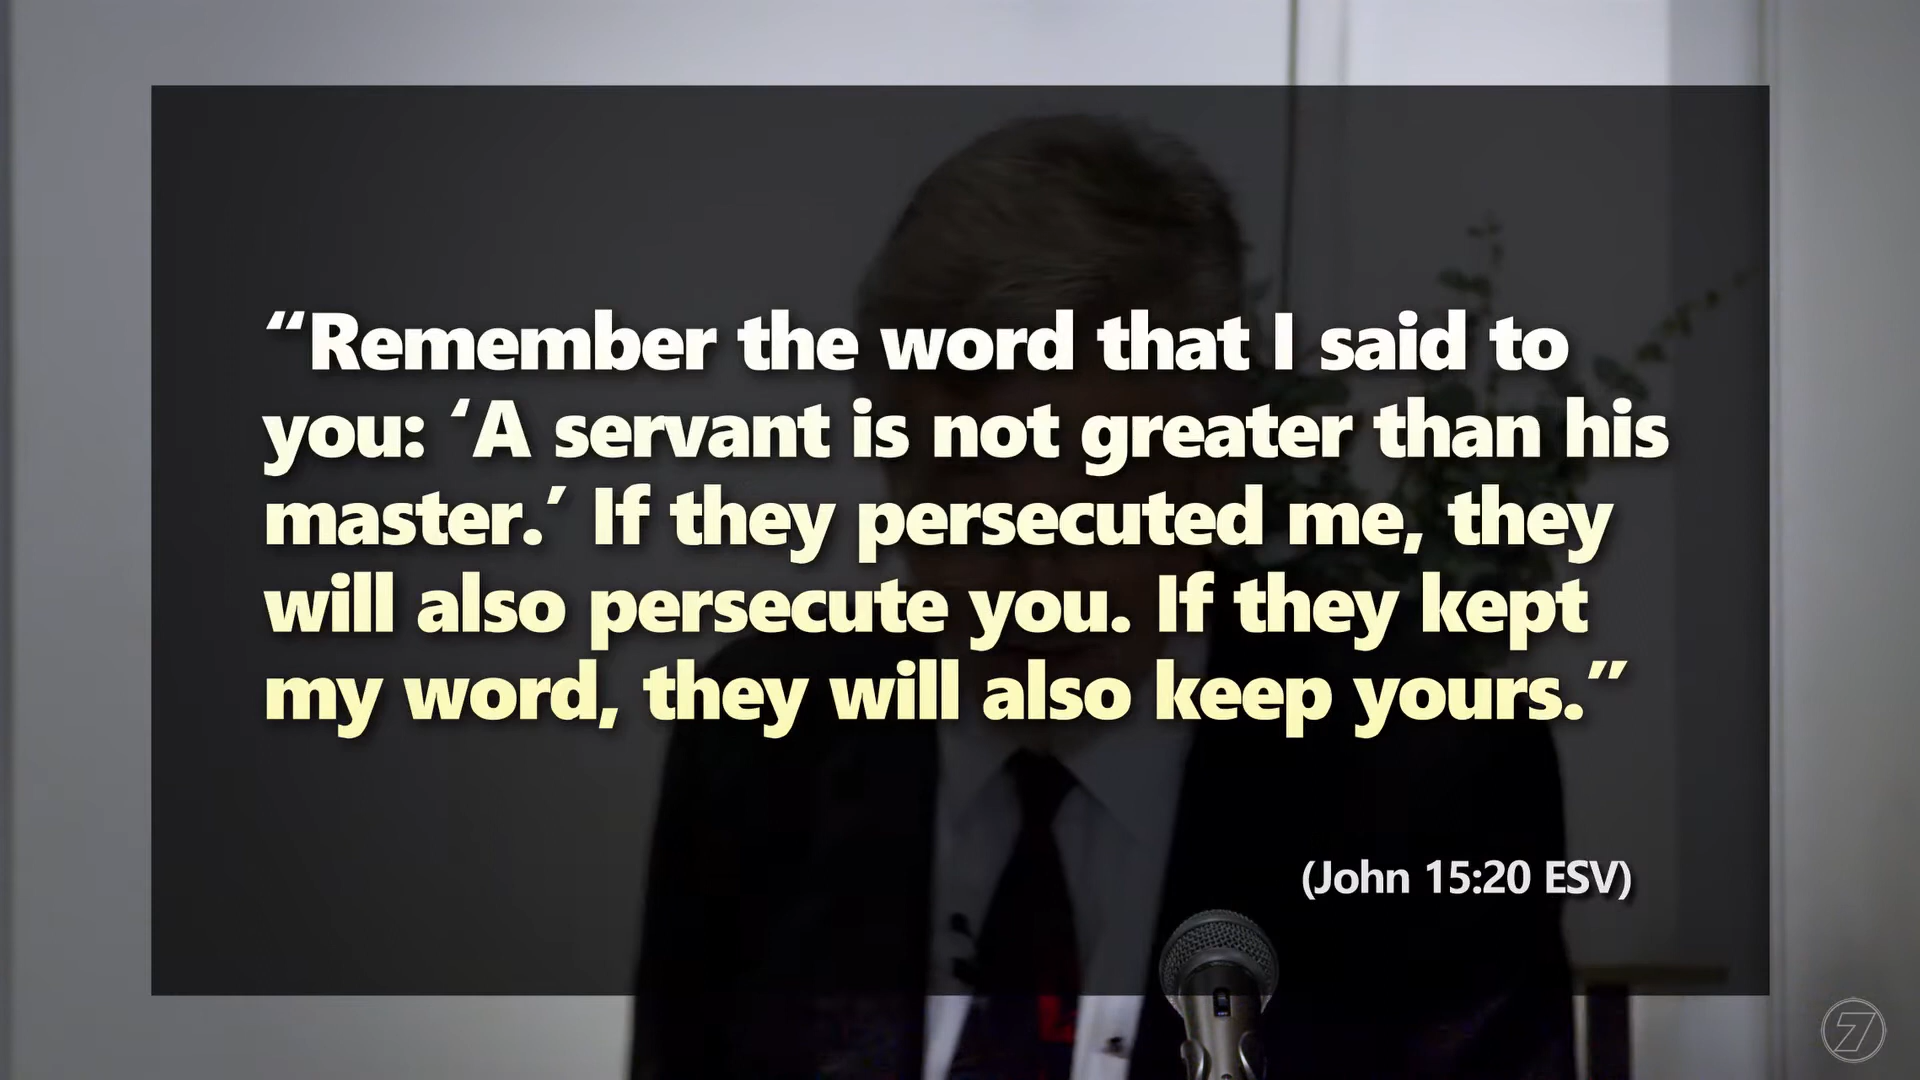 “Remember the word that I said to
you: ‘A servant is not greater than his
master.’ If they persecuted me, they
will also persecute you. If they kept
my word, they will also keep yours.”
(John 15:20 ESV)